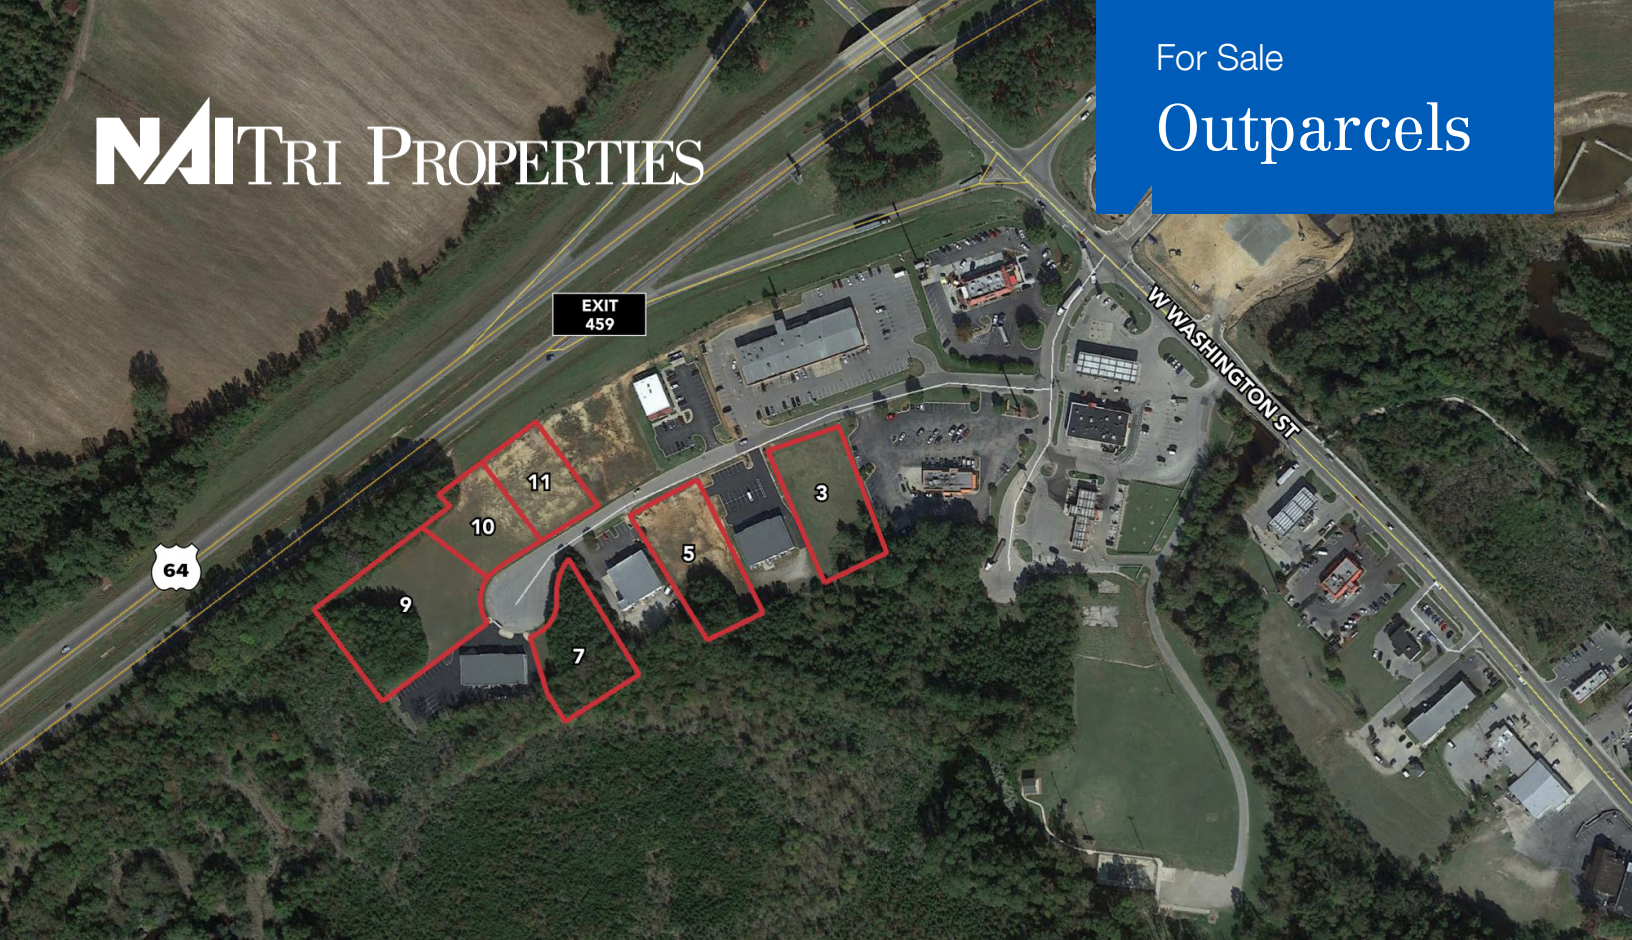 For Sale
Outparcels
NAI TRI PROPERTIES
EXIT
459
W WASHINGTON ST
11
3
10
5
64
9
7